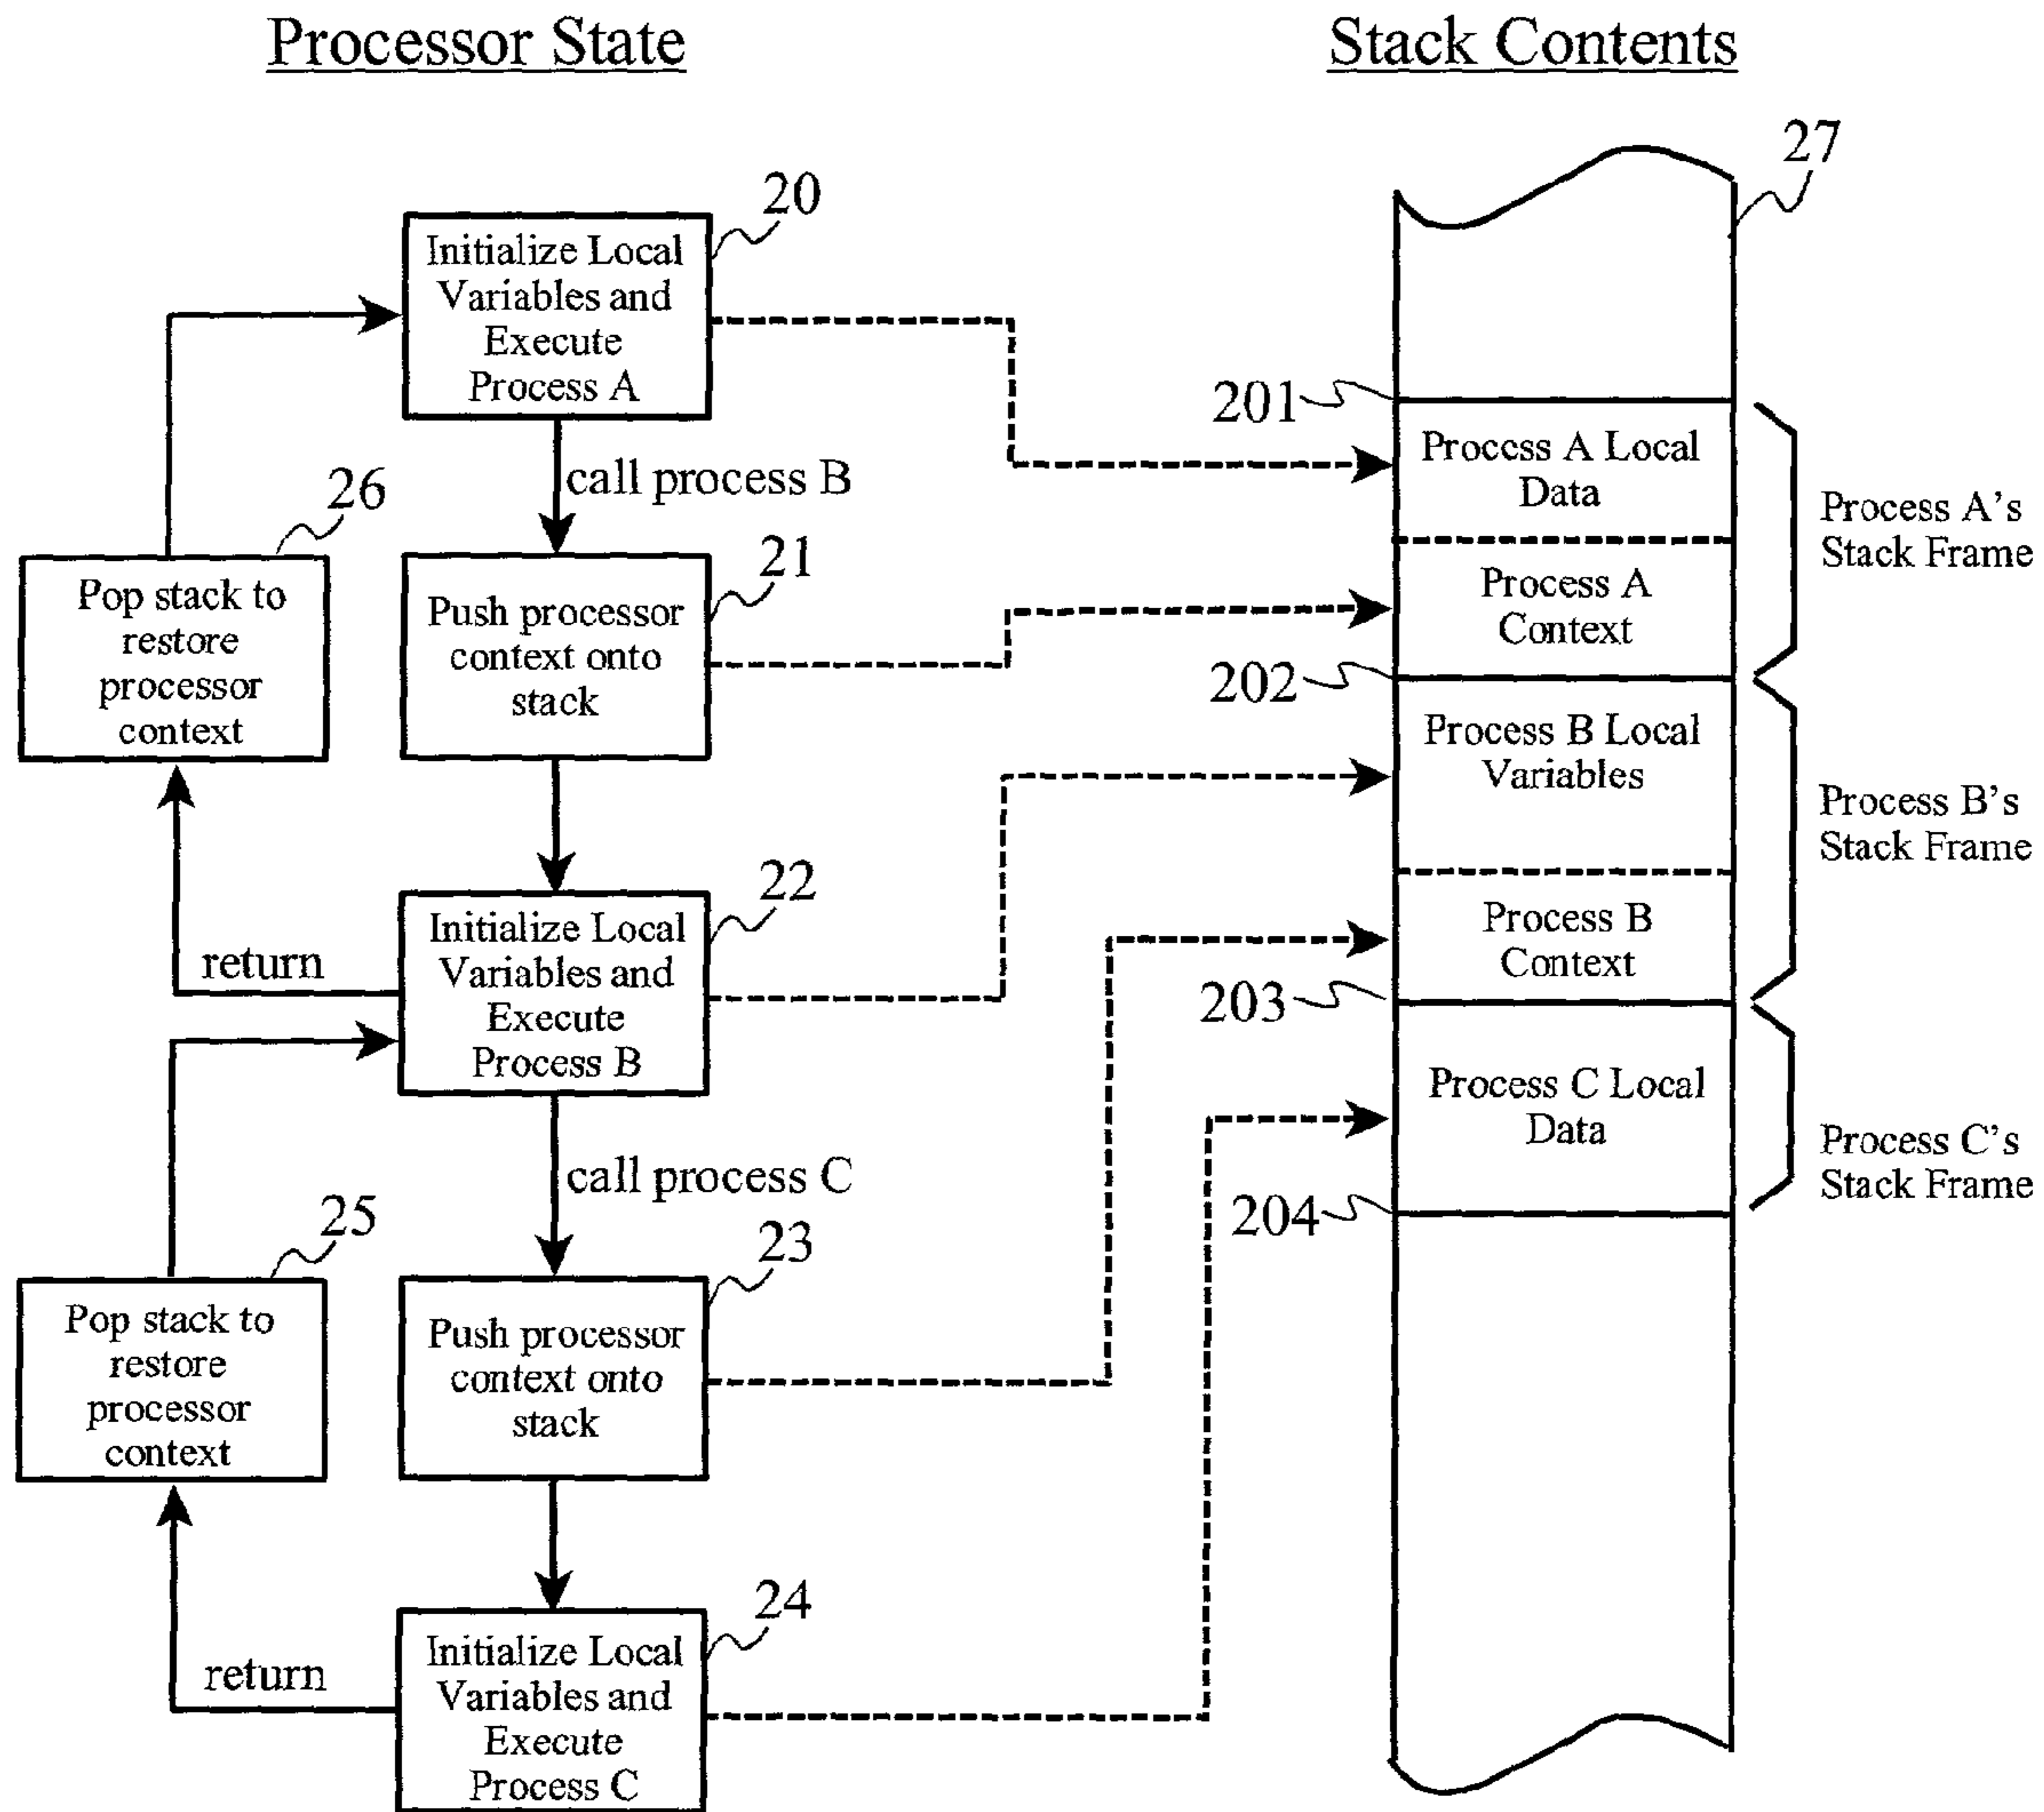 Processor State
Stack Contents
27
20
Initialize Local
Variables and
Execute
Process A
201
Process A Local
Data
Process A's
Stack Frame
call process B
26
21
Pop stack to
restore
processor
context
Push processor
context onto
stack
Process A
Context
202
Process B Local
Variables
Process B's
Stack Frame
22
Initialize Local
Variables and
Execute
Process B
return
Process B
Context
203
Process C Local
Data
Process C's
Stack Frame
call process C
204
25
23
Pop stack to
restore
processor
context
Push processor
context onto
stack
24
Initialize Local
Variables and
Execute
Process C
return